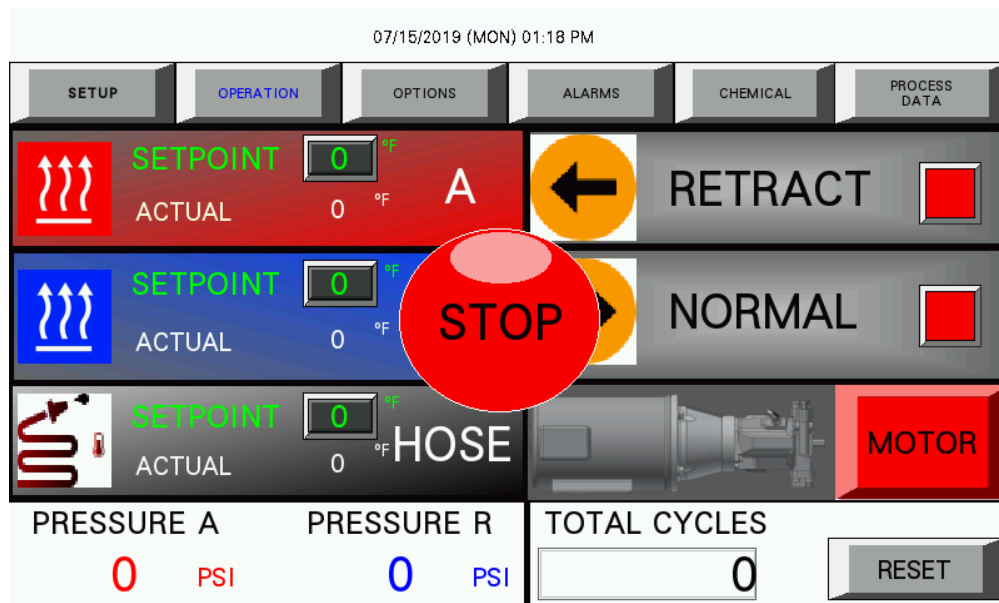 07/15/2019 (MON) 01:18 PM
SETUP
OPERATION
OPTIONS
ALARMS
CHEMICAL
PROCESS
DATA
SETPOINT 0 °F
ACTUAL 0 °F
A
RETRACT
SETPOINT 0 °F
ACTUAL 0 °F
STOP
NORMAL
SETPOINT 0 °F
ACTUAL 0 °F
HOSE
MOTOR
PRESSURE A
0 PSI
PRESSURE R
0 PSI
TOTAL CYCLES
0
RESET